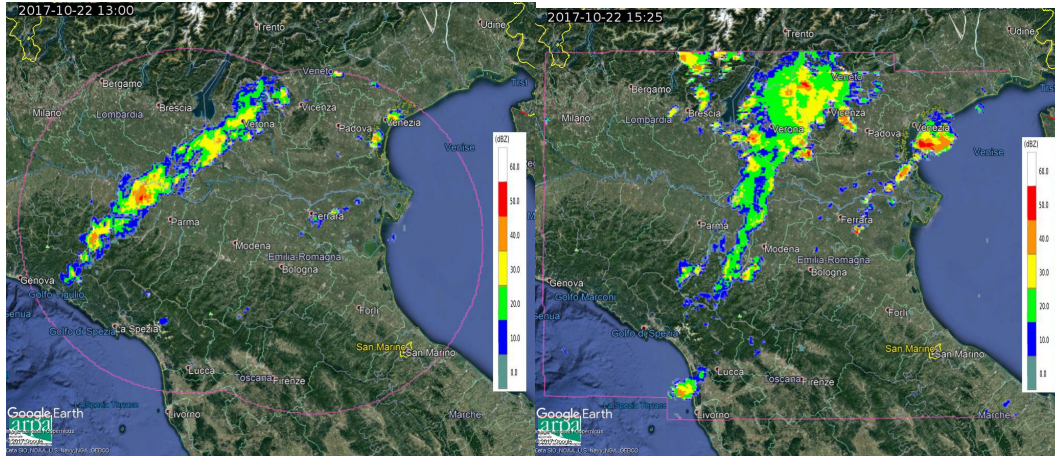 2017-10-22 13:00
Trento
Udine
Bergamo
Veneto
Milano
Lombardia
Brescia
Verona
Vicenza
Padova
Venezia
Venise
(dBZ)
60.0
50.0
40.0
30.0
20.0
10.0
0.0
Parma
Ferrara
Modena
Emilia-Romagna
Bologna
Genova
Forlì
La Spezia
Golfo di Spezia
San Marino
San Marino
Lucca
Toscana
Firenze
Livorno
Marche
Google Earth
arpa
2017-10-22 15:25
Trento
Udine
Bergamo
Veneto
Milano
Lombardia
Brescia
Verona
Vicenza
Padova
Venezia
Venise
(dBZ)
60.0
50.0
40.0
30.0
20.0
10.0
0.0
Parma
Ferrara
Modena
Emilia-Romagna
Bologna
Genova
Golfo Marconi
Forlì
Golfo di Spezia
San Marino
San Marino
Lucca
Toscana
Firenze
Livorno
Marche
Google Earth
arpa